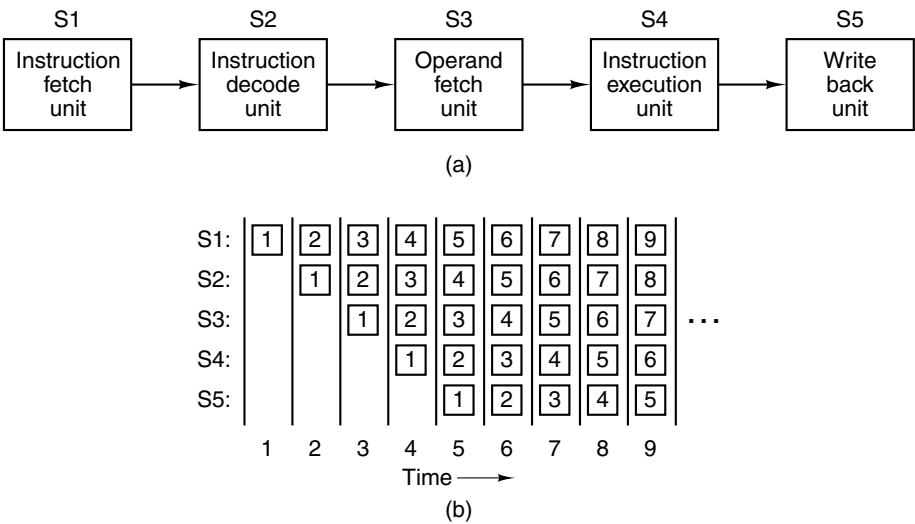 S1 S2 S3 S4 S5
Instruction fetch unit
Instruction decode unit
Operand fetch unit
Instruction execution unit
Write back unit
(a)
S1: 1 2 3 4 5 6 7 8 9
S2: 1 2 3 4 5 6 7 8
S3: 1 2 3 4 5 6 7 ...
S4: 1 2 3 4 5 6
S5: 1 2 3 4 5
1 2 3 4 5 6 7 8 9
Time
(b)